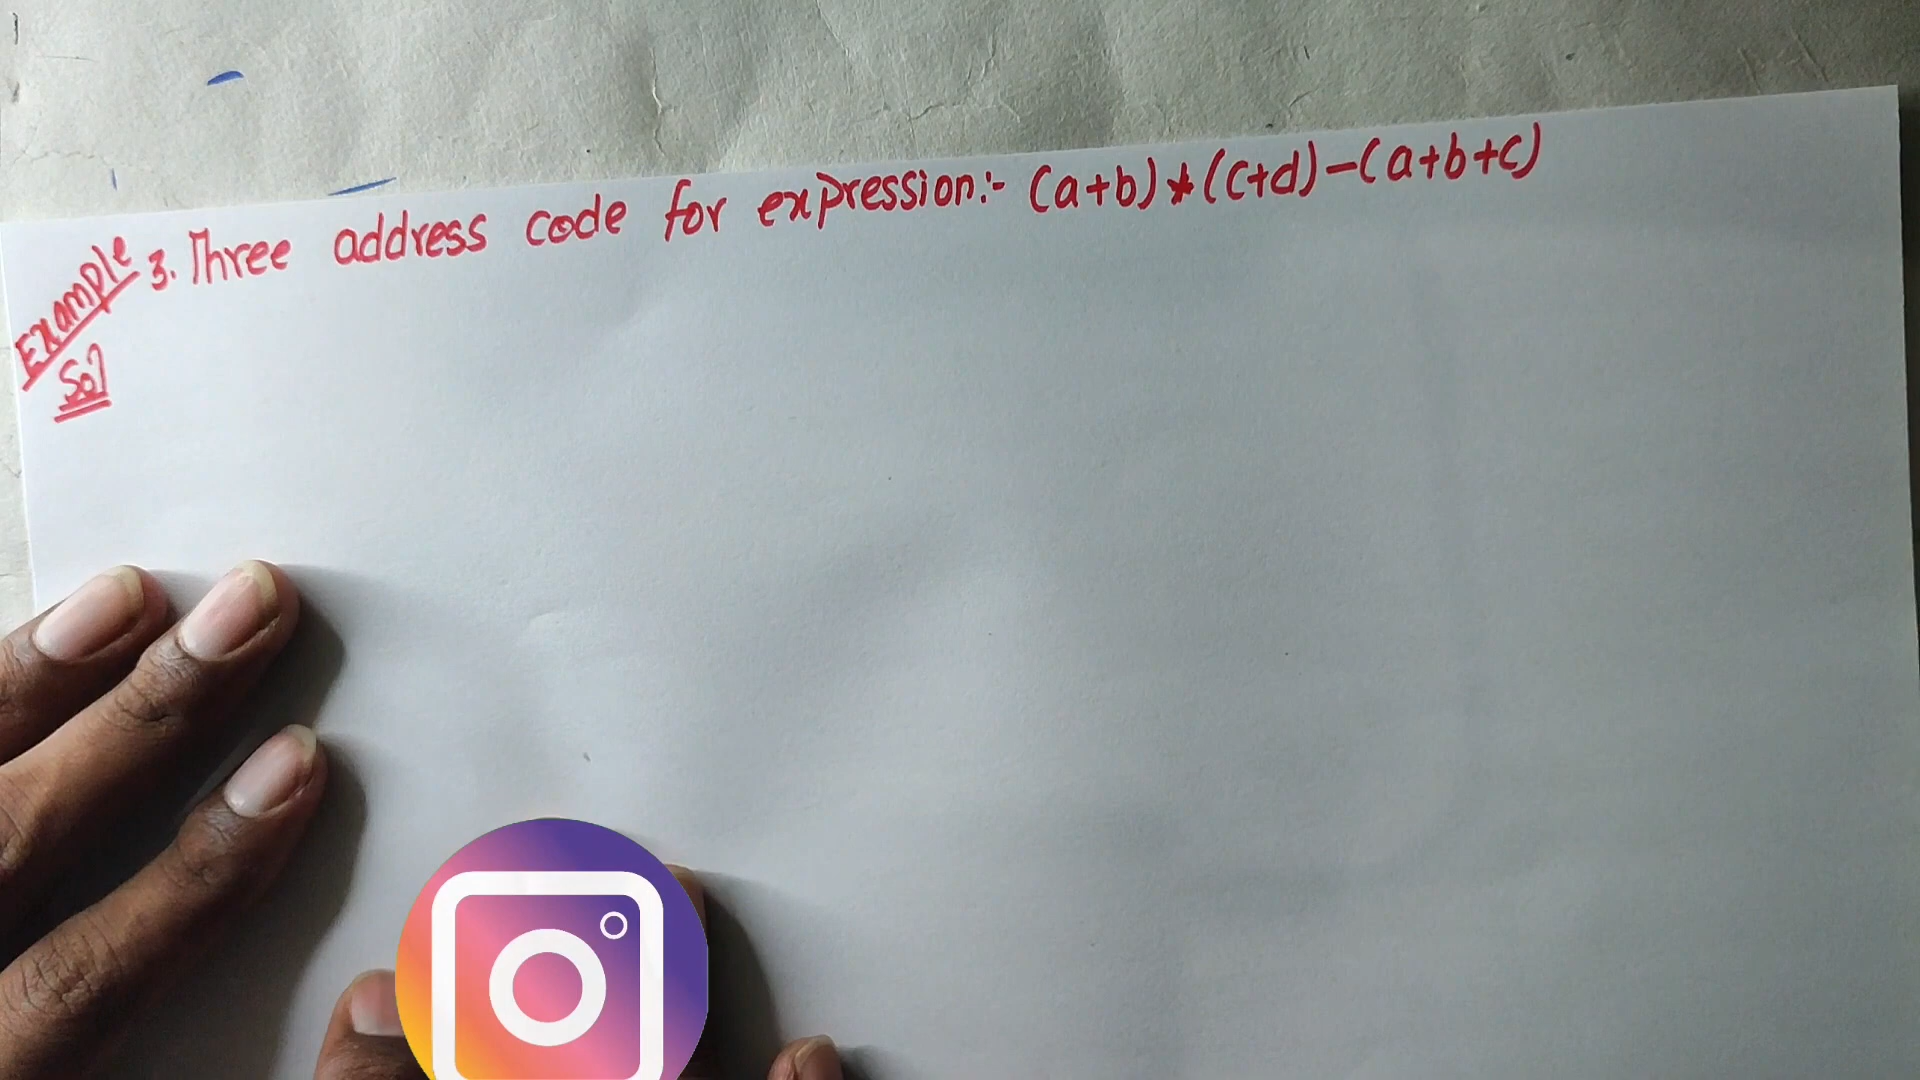 Example 3. Three address code for expression:- (a+b)*(c+d)-(a+b+c)
Sol